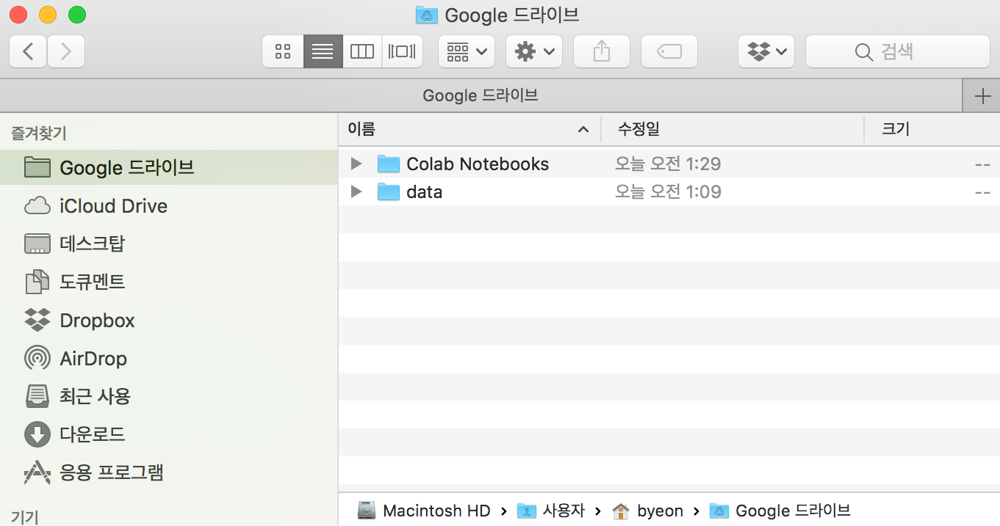 Google 드라이브
검색
Google 드라이브
즐겨찾기
Google 드라이브
iCloud Drive
데스크탑
도큐멘트
Dropbox
AirDrop
최근 사용
다운로드
응용 프로그램
기기
이름 수정일 크기
Colab Notebooks 오늘 오전 1:29 --
data 오늘 오전 1:09 --
Macintosh HD › 사용자 › byeon › Google 드라이브